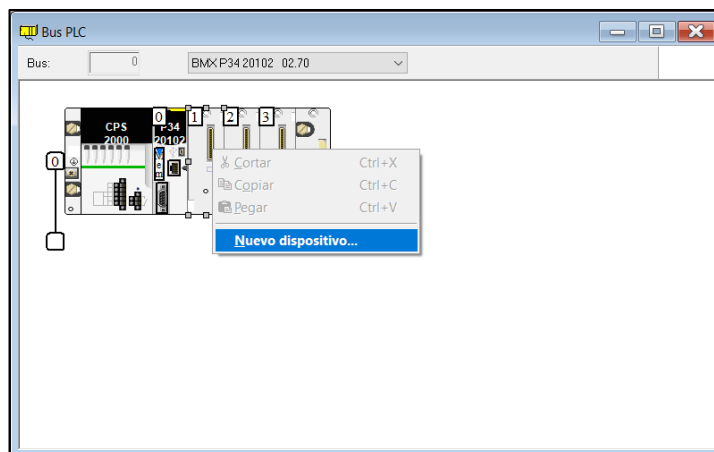 Bus PLC
Bus: 0 BMX P34 20102 02.70
0 1 2 3
CPS P34
2000 20102
0
Cortar Ctrl+X
Copiar Ctrl+C
Pegar Ctrl+V
Nuevo dispositivo...